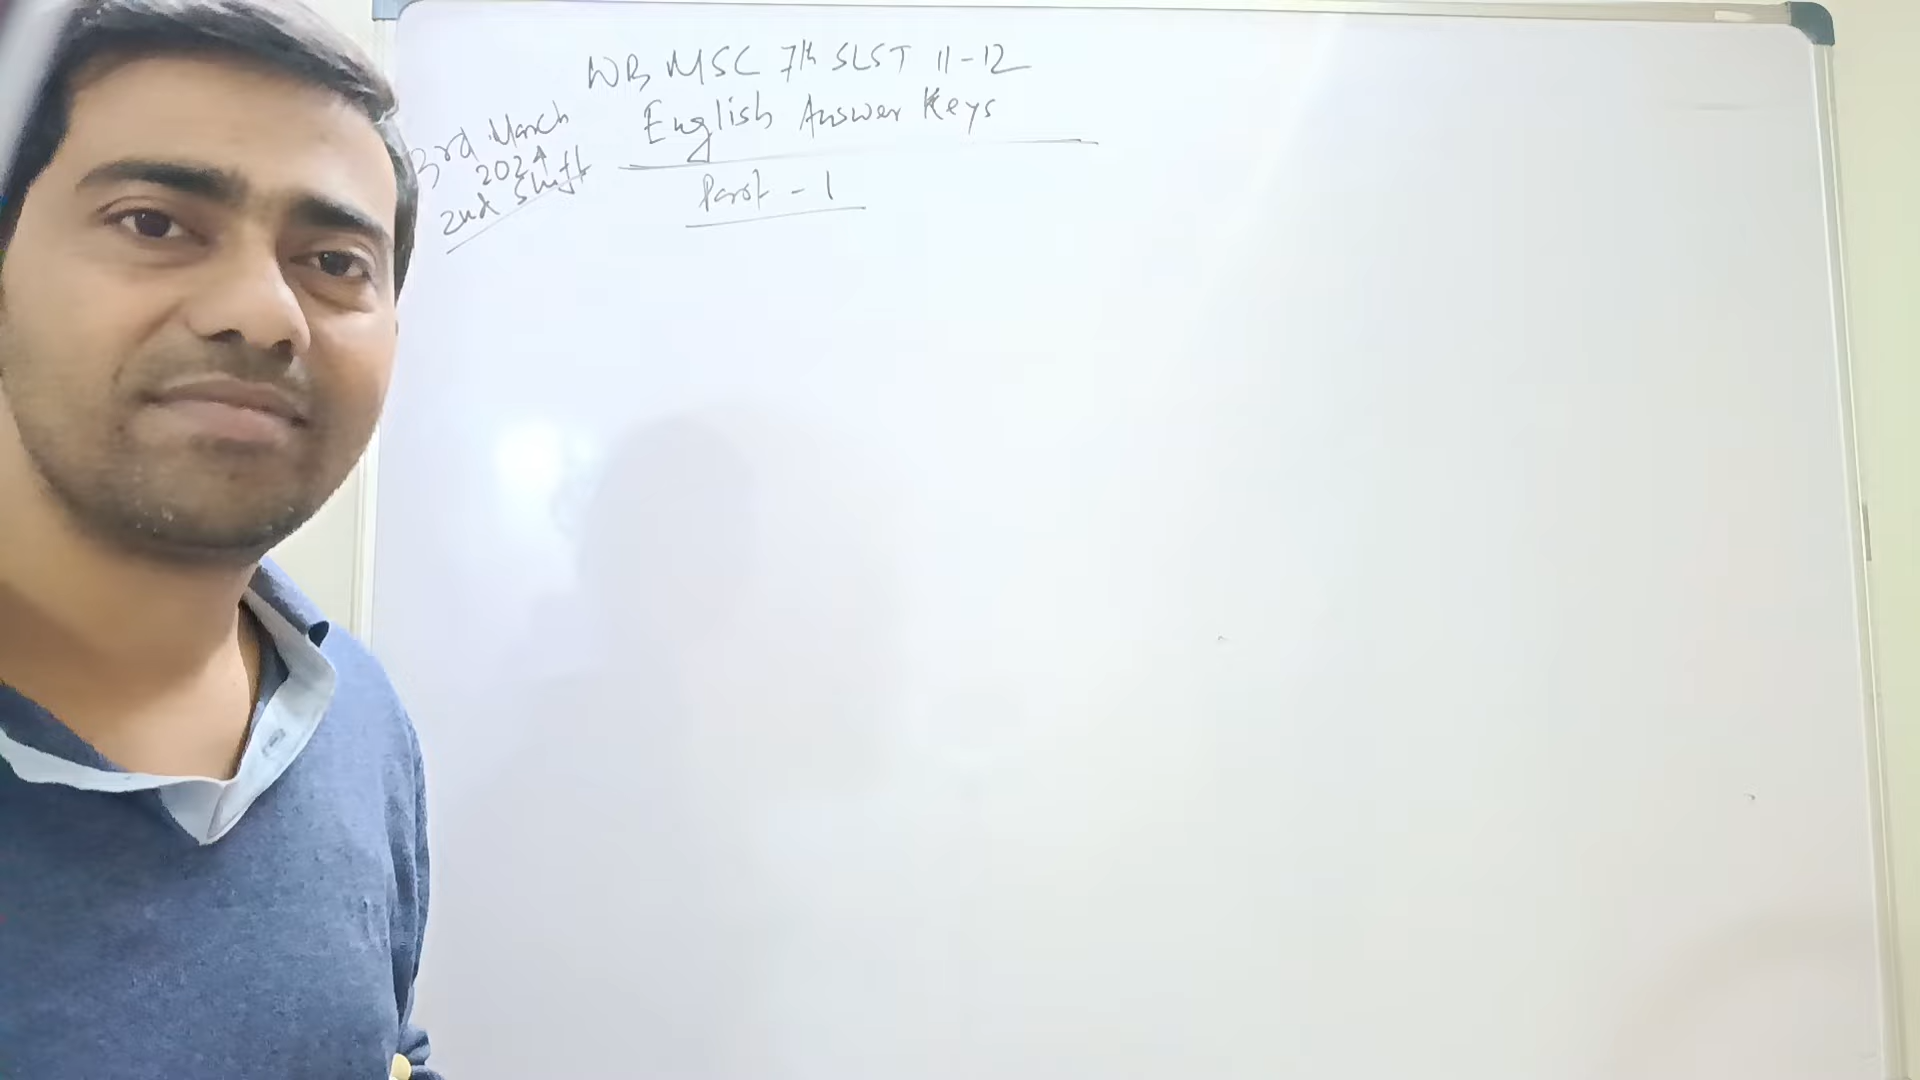 WB MSC 7th SLST 11-12
English Answer Keys
3rd March
2024
2nd Shift
Part - 1